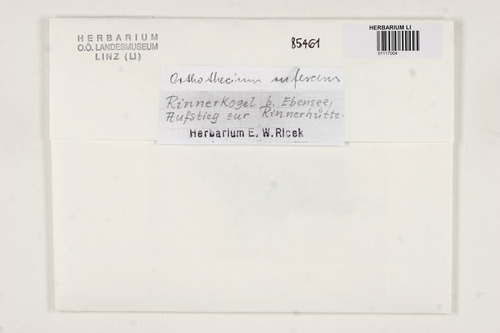 HERBARIUM
O.Ö. LANDESMUSEUM
LINZ (LI)
85461
HERBARIUM LI
01117004
Orthothecium rufescens
Rinnerkogel b. Ebensee,
Aufstieg zur Rinnerhütte.
Herbarium E. W. Ricek